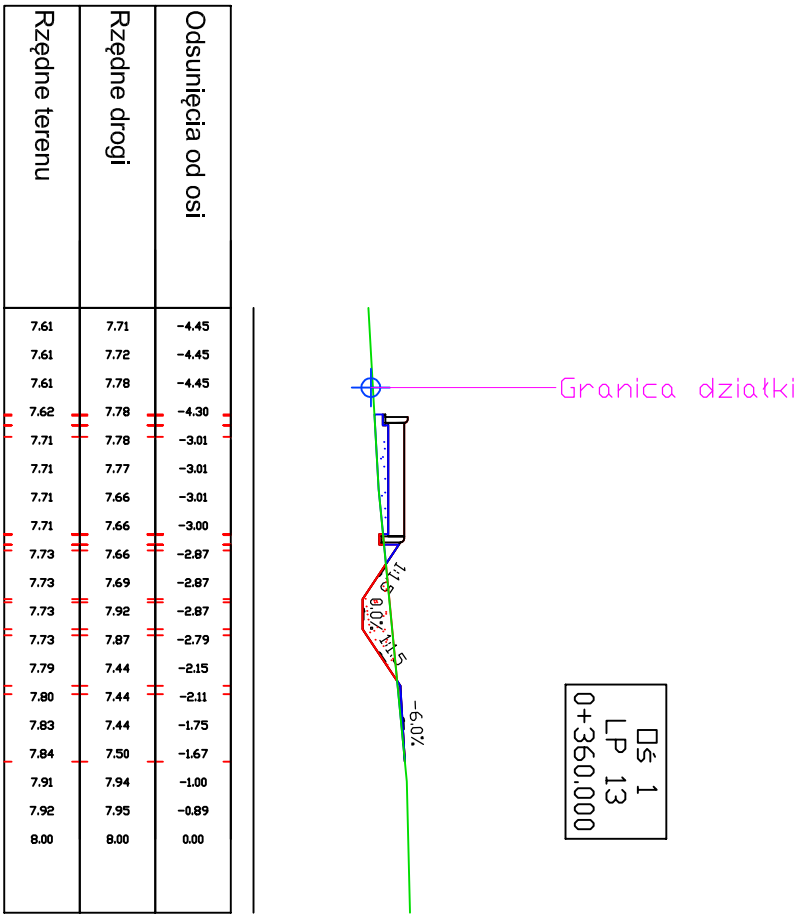 Odsunięcia od osi
Rzędne drogi
Rzędne terenu
7.61 7.71 -4.45
7.61 7.72 -4.45
7.61 7.78 -4.45
7.62 7.78 -4.30
7.71 7.78 -3.01
7.71 7.77 -3.01
7.71 7.66 -3.01
7.71 7.66 -3.00
7.73 7.66 -2.87
7.73 7.69 -2.87
7.73 7.92 -2.87
7.73 7.87 -2.79
7.79 7.44 -2.15
7.80 7.44 -2.11
7.83 7.44 -1.75
7.84 7.50 -1.67
7.91 7.94 -1.00
7.92 7.95 -0.89
8.00 8.00 0.00
Granica działki
1:1.5
0.0%
1:1.5
-6.0%
Oś 1
LP 13
0+360.000